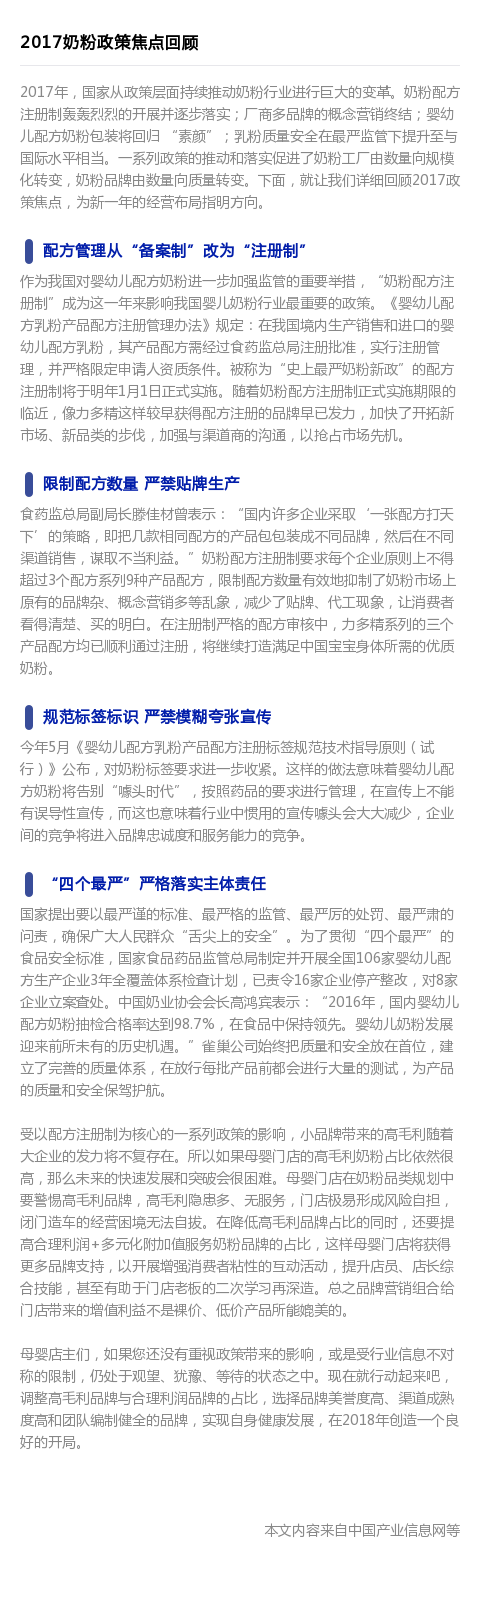 2017奶粉政策焦点回顾
2017年，国家从政策层面持续推动奶粉行业进行巨大的变革。奶粉配方
注册制轰轰烈烈的开展并逐步落实；厂商多品牌的概念营销终结；婴幼
儿配方奶粉包装将回归 “素颜” ；乳粉质量安全在最严监管下提升至与
国际水平相当。一系列政策的推动和落实促进了奶粉工厂由数量向规模
化转变，奶粉品牌由数量向质量转变。下面，就让我们详细回顾2017政
策焦点，为新一年的经营布局指明方向。
配方管理从“备案制”改为“注册制”
作为我国对婴幼儿配方奶粉进一步加强监管的重要举措，“奶粉配方注
册制”成为这一年来影响我国婴儿奶粉行业最重要的政策。《婴幼儿配
方乳粉产品配方注册管理办法》规定：在我国境内生产销售和进口的婴
幼儿配方乳粉，其产品配方需经过食药监总局注册批准，实行注册管
理，并严格限定申请人资质条件。被称为“史上最严奶粉新政”的配方
注册制将于明年1月1日正式实施。随着奶粉配方注册制正式实施期限的
临近，像力多精这样较早获得配方注册的品牌早已发力，加快了开拓新
市场、新品类的步伐，加强与渠道商的沟通，以抢占市场先机。
限制配方数量 严禁贴牌生产
食药监总局副局长滕佳材曾表示：“国内许多企业采取‘一张配方打天
下’的策略，即把几款相同配方的产品包包装成不同品牌，然后在不同
渠道销售，谋取不当利益。”奶粉配方注册制要求每个企业原则上不得
超过3个配方系列9种产品配方，限制配方数量有效地抑制了奶粉市场上
原有的品牌杂、概念营销多等乱象，减少了贴牌、代工现象，让消费者
看得清楚、买的明白。在注册制严格的配方审核中，力多精系列的三个
产品配方均已顺利通过注册，将继续打造满足中国宝宝身体所需的优质
奶粉。
规范标签标识 严禁模糊夸张宣传
今年5月《婴幼儿配方乳粉产品配方注册标签规范技术指导原则（试
行）》公布，对奶粉标签要求进一步收紧。这样的做法意味着婴幼儿配
方奶粉将告别“噱头时代”，按照药品的要求进行管理，在宣传上不能
有误导性宣传，而这也意味着行业中惯用的宣传噱头会大大减少，企业
间的竞争将进入品牌忠诚度和服务能力的竞争。
“四个最严”严格落实主体责任
国家提出要以最严谨的标准、最严格的监管、最严厉的处罚、最严肃的
问责，确保广大人民群众“舌尖上的安全”。为了贯彻“四个最严”的
食品安全标准，国家食品药品监管总局制定并开展全国106家婴幼儿配
方生产企业3年全覆盖体系检查计划，已责令16家企业停产整改，对8家
企业立案查处。中国奶业协会会长高鸿宾表示：“2016年，国内婴幼儿
配方奶粉抽检合格率达到98.7%，在食品中保持领先。婴幼儿奶粉发展
迎来前所未有的历史机遇。”雀巢公司始终把质量和安全放在首位，建
立了完善的质量体系，在放行每批产品前都会进行大量的测试，为产品
的质量和安全保驾护航。
受以配方注册制为核心的一系列政策的影响，小品牌带来的高毛利随着
大企业的发力将不复存在。所以如果母婴门店的高毛利奶粉占比依然很
高，那么未来的快速发展和突破会很困难。母婴门店在奶粉品类规划中
要警惕高毛利品牌，高毛利隐患多、无服务，门店极易形成风险自担，
闭门造车的经营困境无法自拔。在降低高毛利品牌占比的同时，还要提
高合理利润+多元化附加值服务奶粉品牌的占比，这样母婴门店将获得
更多品牌支持，以开展增强消费者粘性的互动活动，提升店员、店长综
合技能，甚至有助于门店老板的二次学习再深造。总之品牌营销组合给
门店带来的增值利益不是裸价、低价产品所能媲美的。
母婴店主们，如果您还没有重视政策带来的影响，或是受行业信息不对
称的限制，仍处于观望、犹豫、等待的状态之中。现在就行动起来吧，
调整高毛利品牌与合理利润品牌的占比，选择品牌美誉度高、渠道成熟
度高和团队编制健全的品牌，实现自身健康发展，在2018年创造一个良
好的开局。
本文内容来自中国产业信息网等